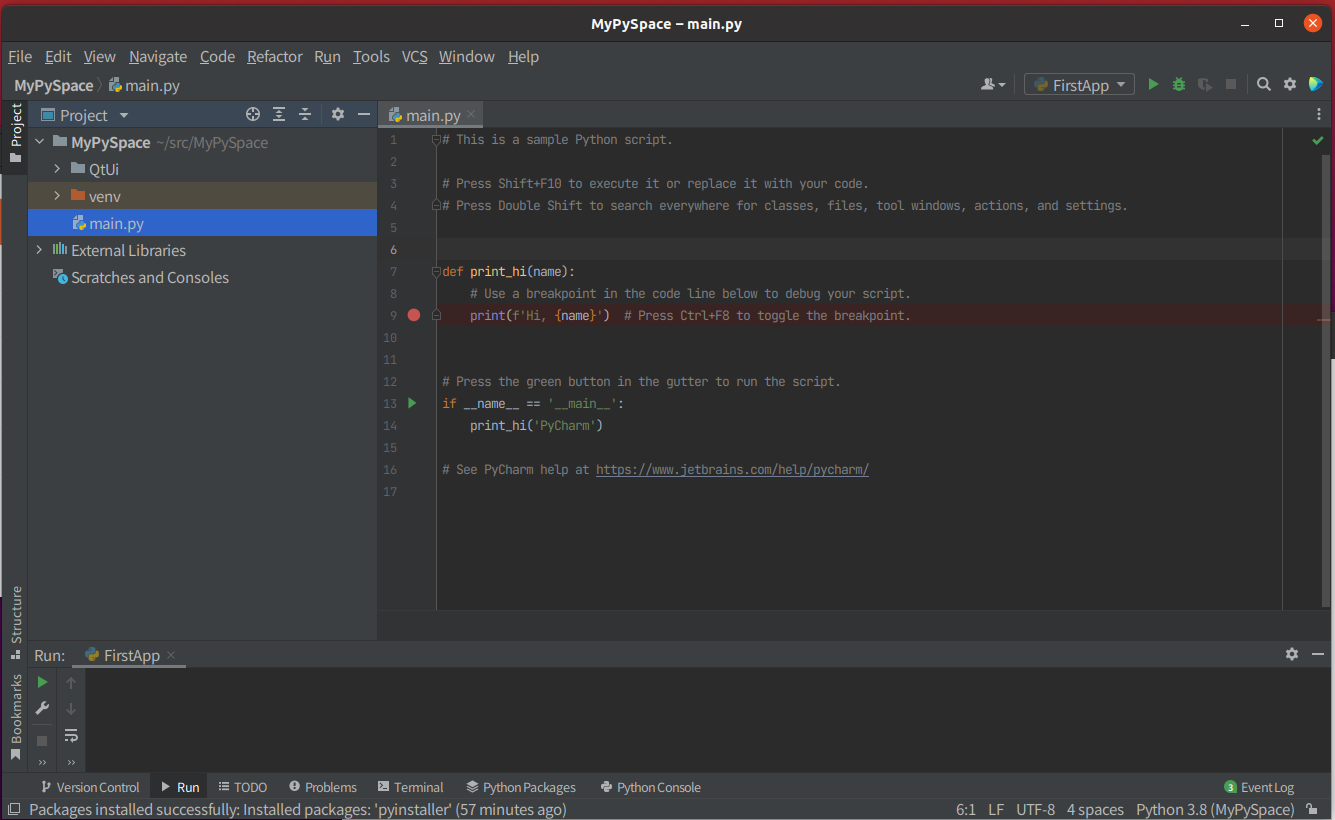 MyPySpace – main.py
File Edit View Navigate Code Refactor Run Tools VCS Window Help
MyPySpace main.py FirstApp
Project
Project
main.py
MyPySpace ~/src/MyPySpace
QtUi
venv
main.py
External Libraries
Scratches and Consoles
1 # This is a sample Python script.
2
3 # Press Shift+F10 to execute it or replace it with your code.
4 # Press Double Shift to search everywhere for classes, files, tool windows, actions, and settings.
5
6
7 def print_hi(name):
8     # Use a breakpoint in the code line below to debug your script.
9     print(f'Hi, {name}')  # Press Ctrl+F8 to toggle the breakpoint.
10
11
12 # Press the green button in the gutter to run the script.
13 if __name__ == '__main__':
14     print_hi('PyCharm')
15
16 # See PyCharm help at https://www.jetbrains.com/help/pycharm/
17
Structure
Bookmarks
Run: FirstApp
Version Control Run TODO Problems Terminal Python Packages Python Console 3 Event Log
Packages installed successfully: Installed packages: 'pyinstaller' (57 minutes ago) 6:1 LF UTF-8 4 spaces Python 3.8 (MyPySpace)